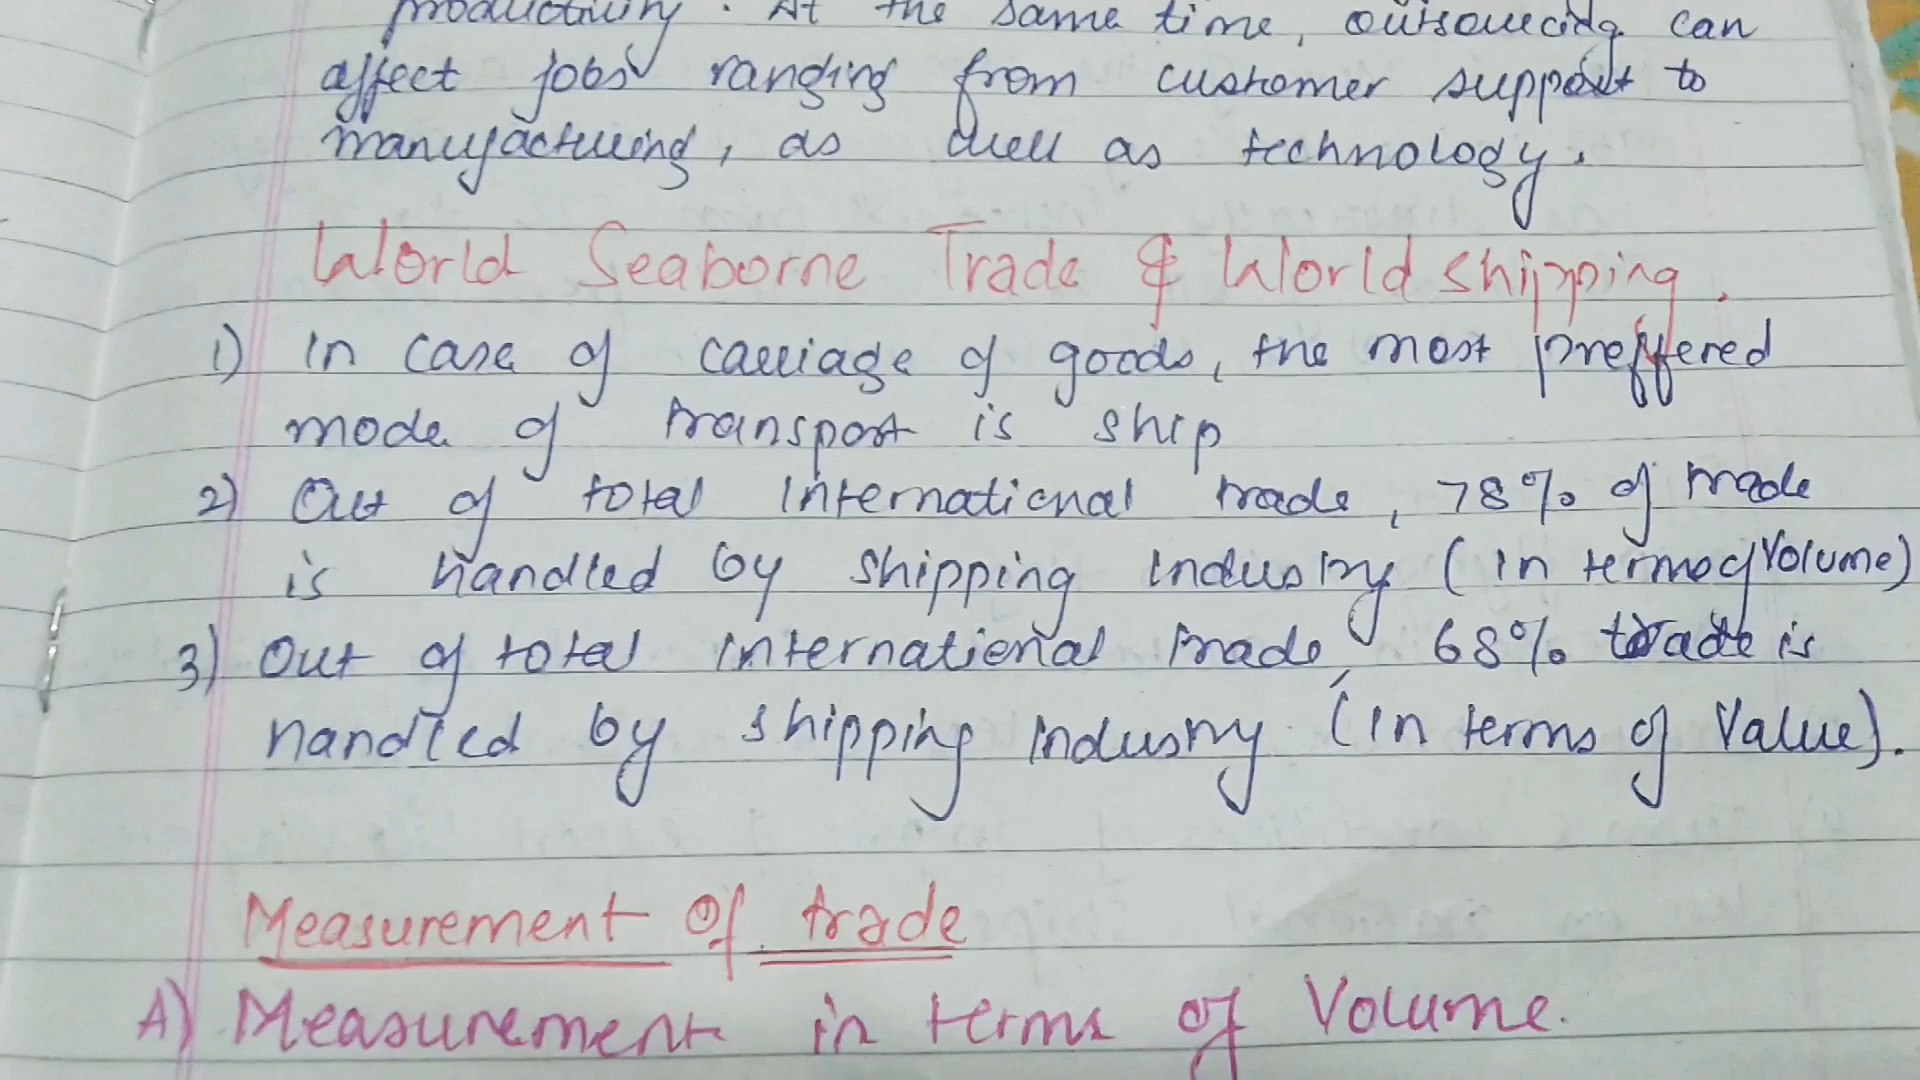 productivity. At the same time, outsourcing can
affect jobs ranging from customer support to
manufacturing, as well as technology.
World Seaborne Trade & World shipping.
1) In case of carriage of goods, the most preffered
mode of transport is ship
2) Out of total International trade, 78% of trade
is handled by shipping industry (in terms of Volume)
3) Out of total international trade, 68% trade is
handled by shipping industry (in terms of Value).
Measurement Of trade
A) Measurement in terms of Volume.